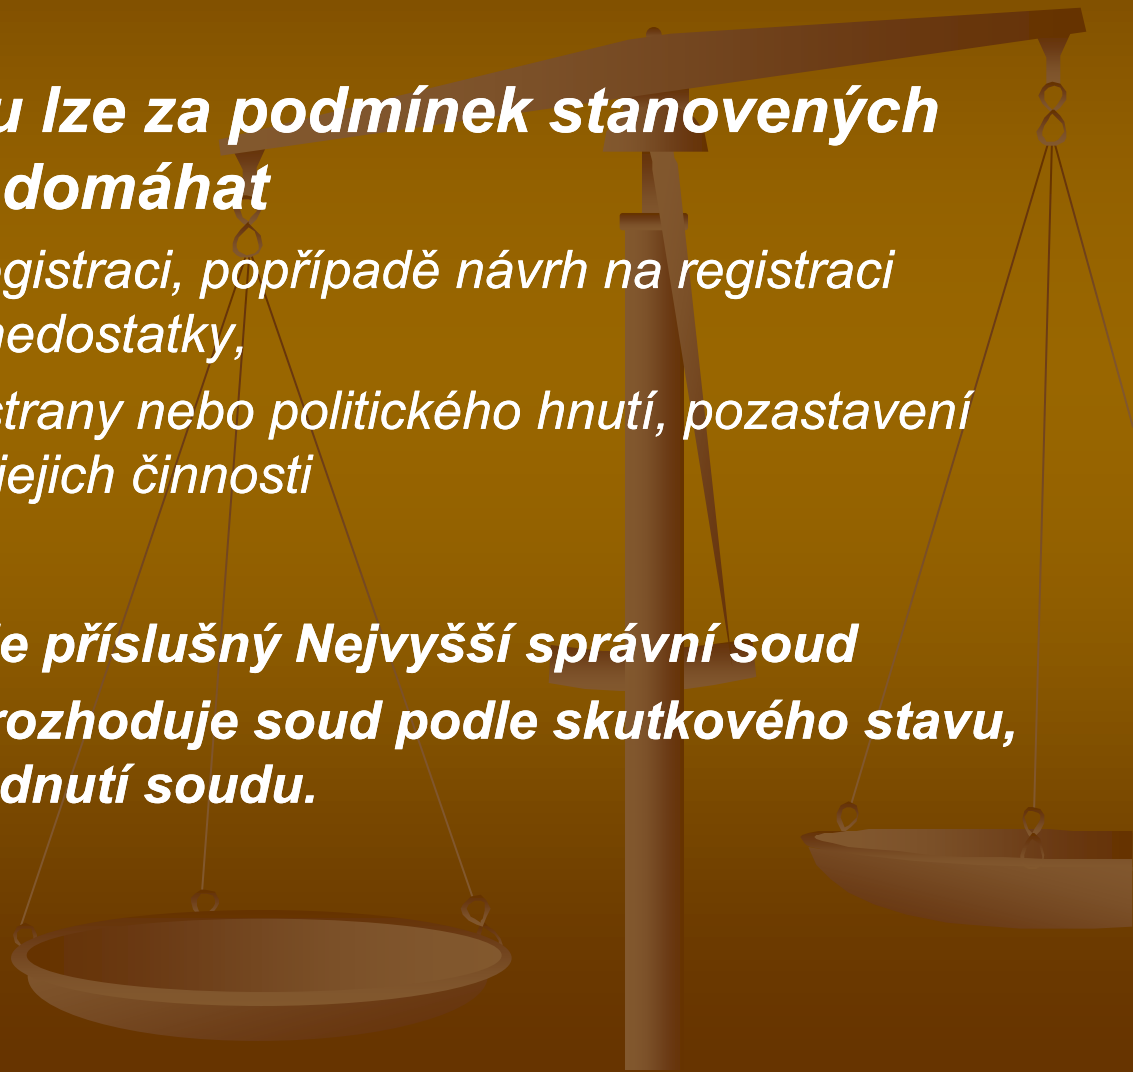 u lze za podmínek stanovených
domáhat
egistraci, popřípadě návrh na registraci
nedostatky,
strany nebo politického hnutí, pozastavení
jejich činnosti
je příslušný Nejvyšší správní soud
rozhoduje soud podle skutkového stavu,
dnutí soudu.